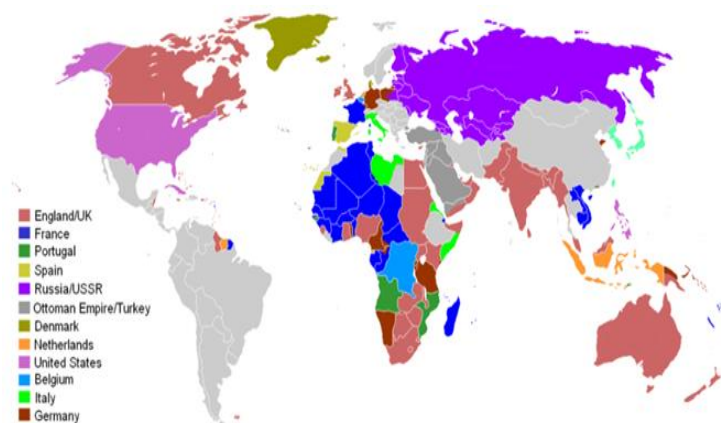 England/UK
France
Portugal
Spain
Russia/USSR
Ottoman Empire/Turkey
Denmark
Netherlands
United States
Belgium
Italy
Germany